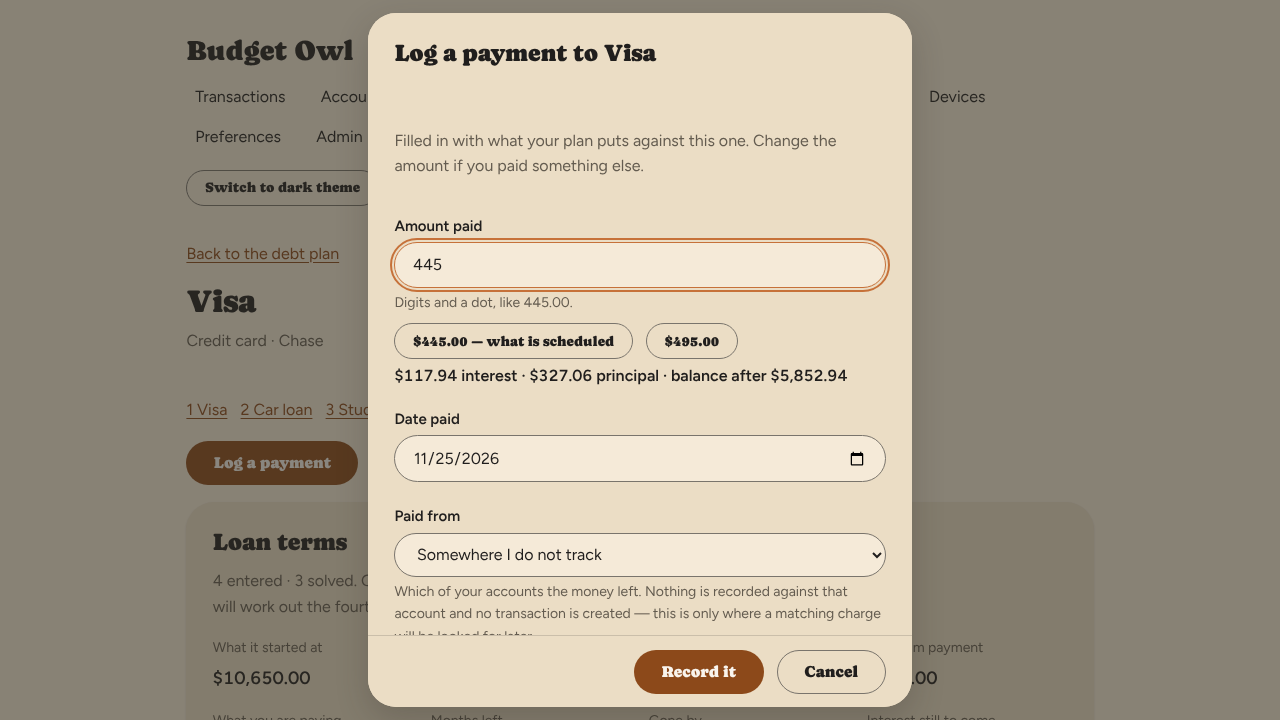 Budget Owl
Transactions
Devices
Preferences Admin
Switch to dark theme
Back to the debt plan
Visa
Credit card · Chase
1 Visa 2 Car loan 3
Log a payment
Loan terms
4 entered · 3 solved.
will work out the
What it started at
payment
$10,650.00
Log a payment to Visa
Filled in with what your plan puts against this one. Change the
amount if you paid something else.
Amount paid
445
Digits and a dot, like 445.00.
$445.00 — what is scheduled $495.00
$117.94 interest · $327.06 principal · balance after $5,852.94
Date paid
11/25/2026
Paid from
Somewhere I do not track
Which of your accounts the money left. Nothing is recorded against that
account and no transaction is created — this is only where a matching charge
Record it Cancel